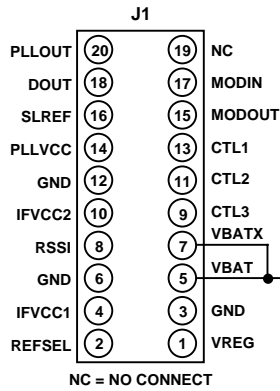 J1
PLLOUT 20 19 NC
DOUT 18 17 MODIN
SLREF 16 15 MODOUT
PLLVCC 14 13 CTL1
GND 12 11 CTL2
IFVCC2 10 9 CTL3
RSSI 8 7 VBATX
GND 6 5 VBAT
IFVCC1 4 3 GND
REFSEL 2 1 VREG
NC = NO CONNECT